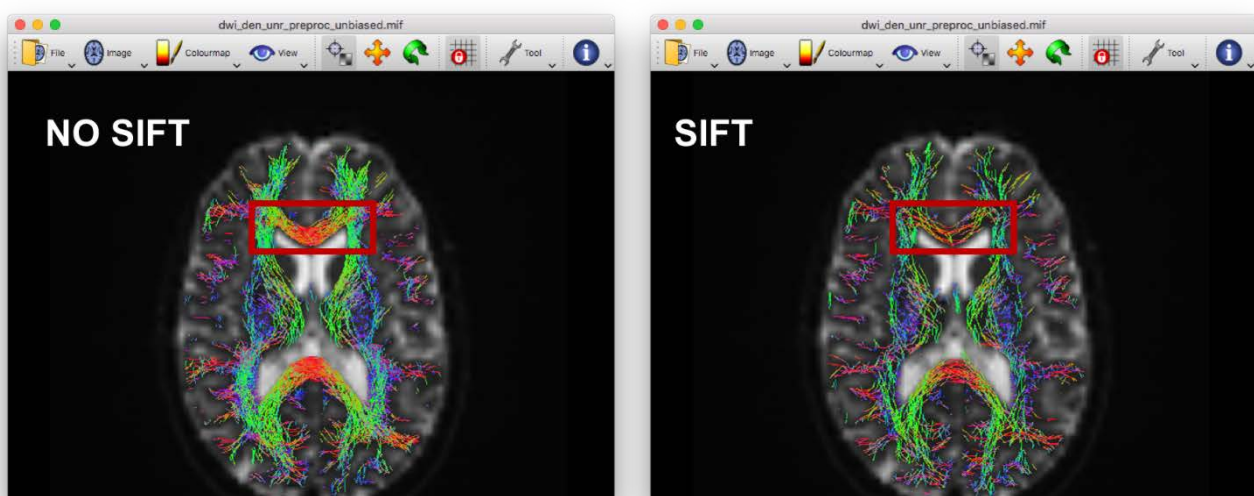 dwi_den_unr_preproc_unbiased.mif
File Image Colourmap View Tool
NO SIFT
dwi_den_unr_preproc_unbiased.mif
File Image Colourmap View Tool
SIFT